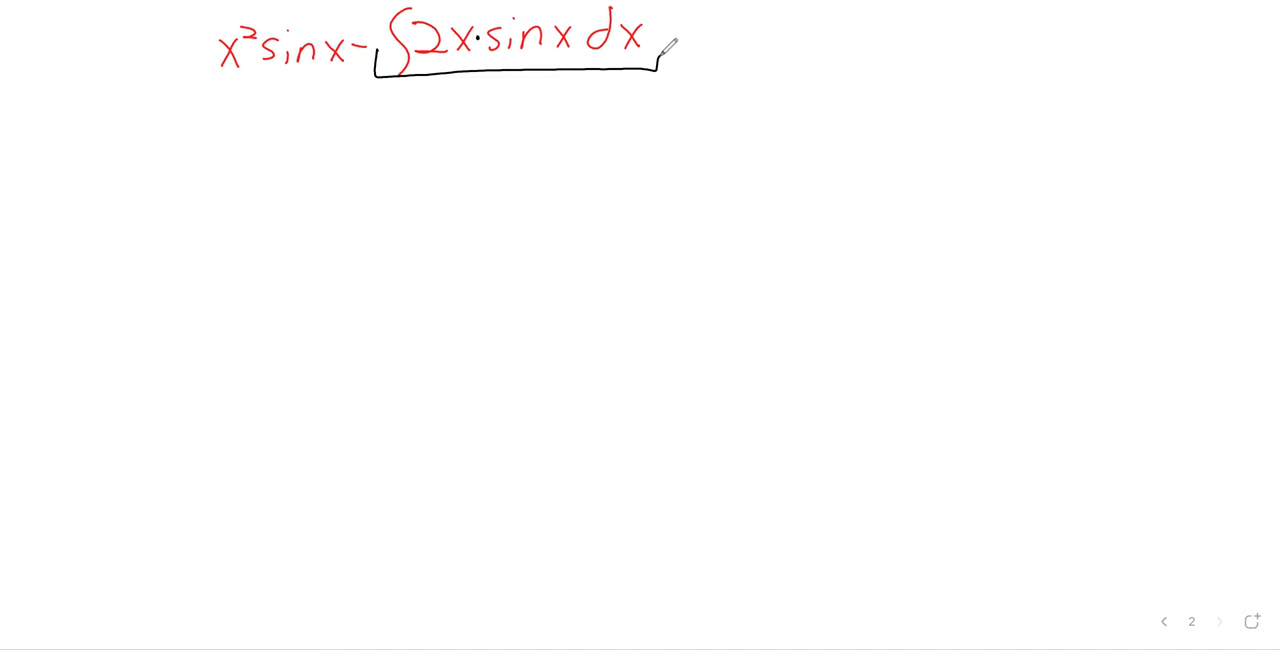 x²sinx-∫2x·sinx dx
< 2 >